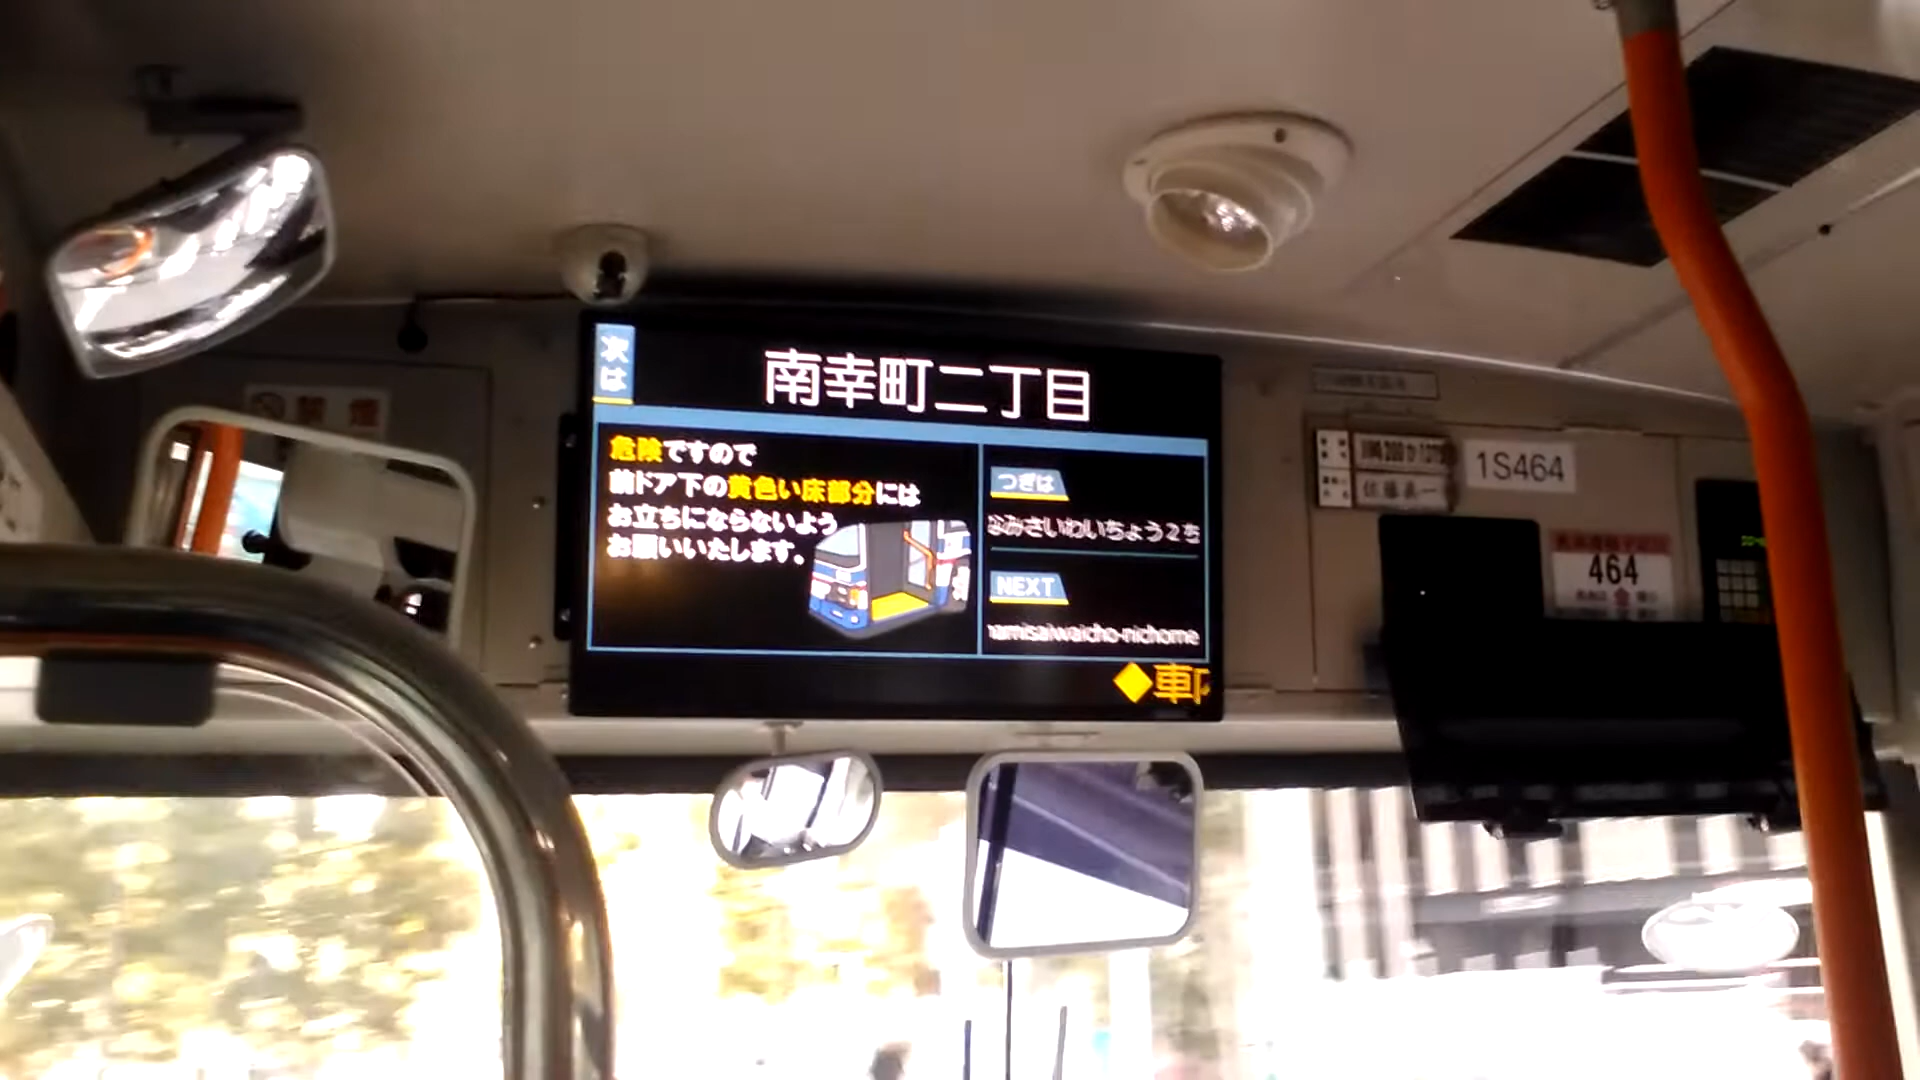 次は
南幸町二丁目
危険ですので
前ドア下の黄色い床部分には
お立ちにならないよう
お願いいたします。
つぎは
みさいわいちょう2ち
NEXT
amisaiwaicho-nichome
◆車
禁煙
1S464
464